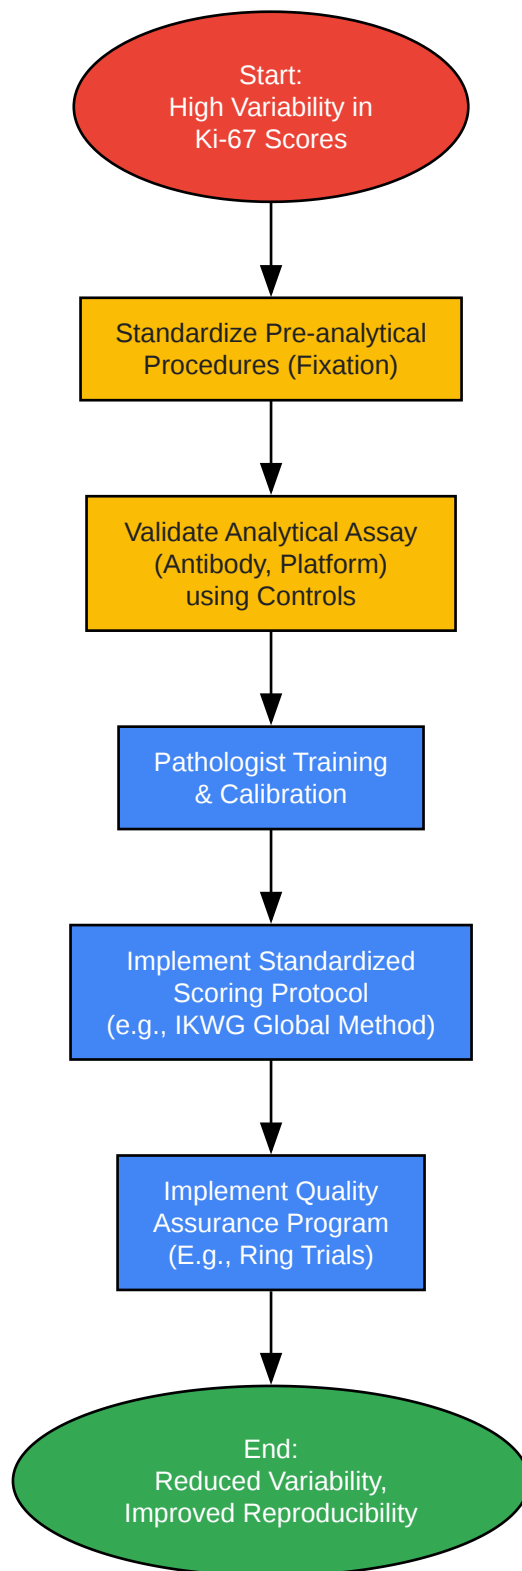 Start:
High Variability in
Ki-67 Scores
Standardize Pre-analytical
Procedures (Fixation)
Validate Analytical Assay
(Antibody, Platform)
using Controls
Pathologist Training
& Calibration
Implement Standardized
Scoring Protocol
(e.g., IKWG Global Method)
Implement Quality
Assurance Program
(E.g., Ring Trials)
End:
Reduced Variability,
Improved Reproducibility